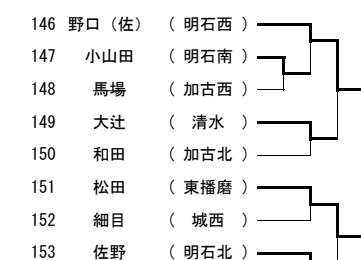 146 野口（佐） （ 明石西 ）
147 小山田 （ 明石南 ）
148 馬場 （ 加古西 ）
149 大辻 （ 清水 ）
150 和田 （ 加古北 ）
151 松田 （ 東播磨 ）
152 細目 （ 城西 ）
153 佐野 （ 明石北 ）